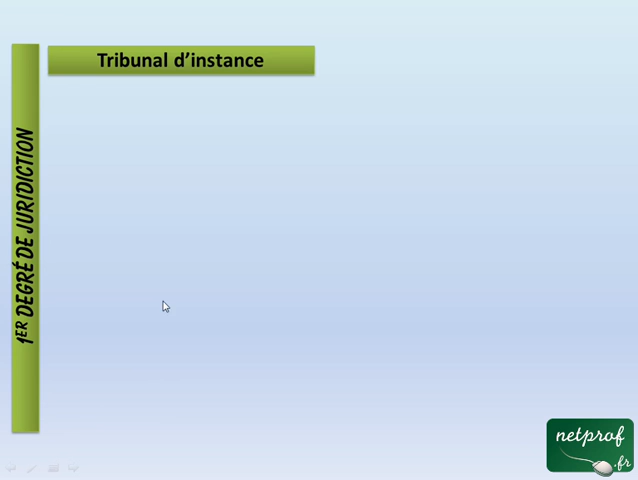 Tribunal d’instance
1ER DEGRÉ DE JURIDICTION
netprof
.fr